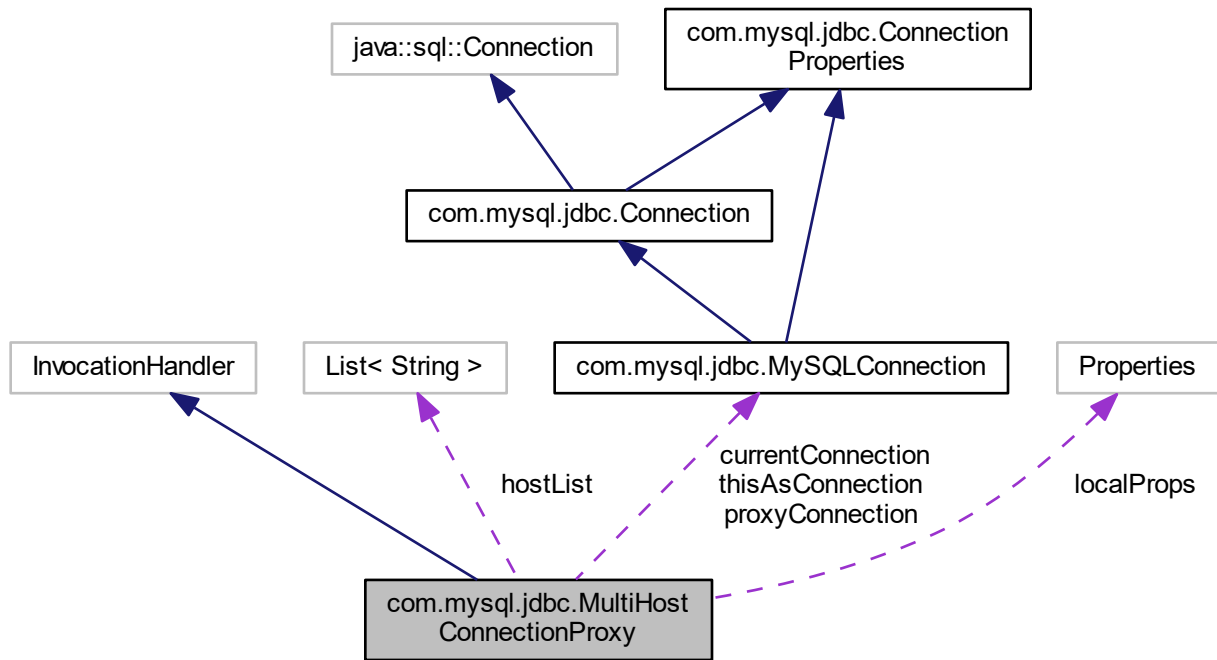 java::sql::Connection
com.mysql.jdbc.Connection
Properties
com.mysql.jdbc.Connection
InvocationHandler
List< String >
com.mysql.jdbc.MySQLConnection
Properties
hostList
currentConnection
thisAsConnection
proxyConnection
localProps
com.mysql.jdbc.MultiHost
ConnectionProxy